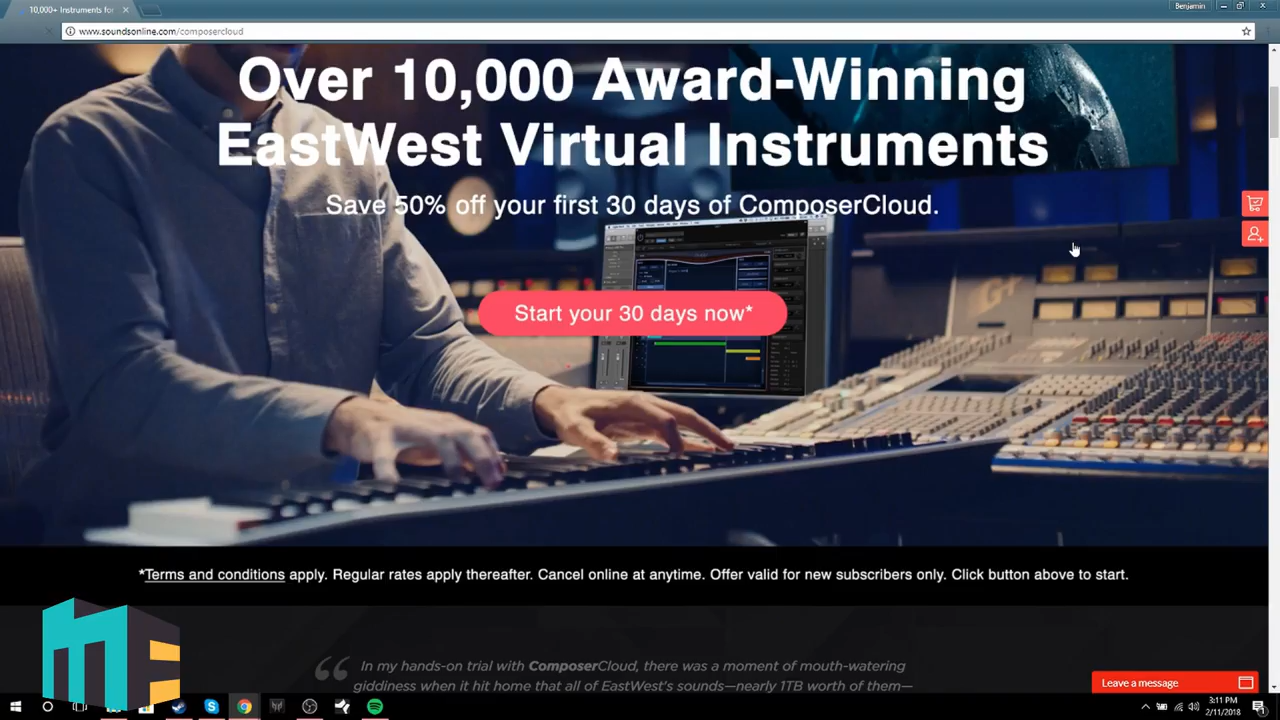 10,000+ Instruments for
Benjamin
www.soundsonline.com/composercloud
Over 10,000 Award-Winning
EastWest Virtual Instruments
Save 50% off your first 30 days of ComposerCloud.
Start your 30 days now*
*Terms and conditions apply. Regular rates apply thereafter. Cancel online at anytime. Offer valid for new subscribers only. Click button above to start.
“ In my hands-on trial with ComposerCloud, there was a moment of mouth-watering
giddiness when it hit home that all of EastWest's sounds—nearly 1TB worth of them—
Leave a message
3:11 PM
2/11/2018